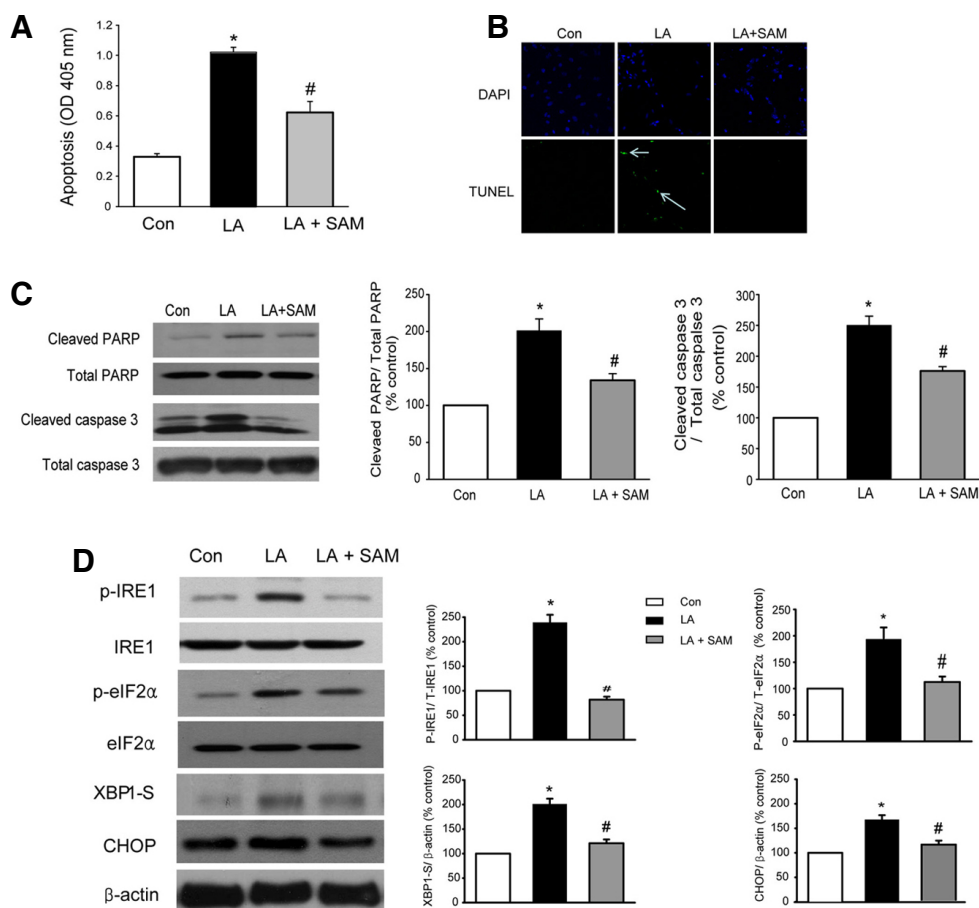 A
Apoptosis (OD 405 nm)
1.2
1.0
0.8
0.6
0.4
0.2
0
*
#
Con
LA
LA + SAM
B
Con
LA
LA+SAM
DAPI
TUNEL
C
Con
LA
LA+SAM
Cleaved PARP
Total PARP
Cleaved caspase 3
Total caspase 3
Clevaed PARP/ Total PARP
(% control)
250
200
150
100
50
0
*
#
Con
LA
LA + SAM
Cleaved caspase 3
/ Total caspalse 3
(% control)
300
250
200
150
100
50
0
*
#
Con
LA
LA + SAM
D
Con
LA
LA + SAM
p-IRE1
IRE1
p-eIF2α
eIF2α
XBP1-S
CHOP
β-actin
P-IRE1/ T-IRE1 (% control)
250
200
150
100
50
0
*
#
Con
LA
LA + SAM
P-eIF2α/ T-eIF2α (% control)
250
200
150
100
50
0
*
#
XBP1-S/ β-actin (% control)
250
200
150
100
50
0
*
#
CHOP/ β-actin (% control)
250
200
150
100
50
0
*
#